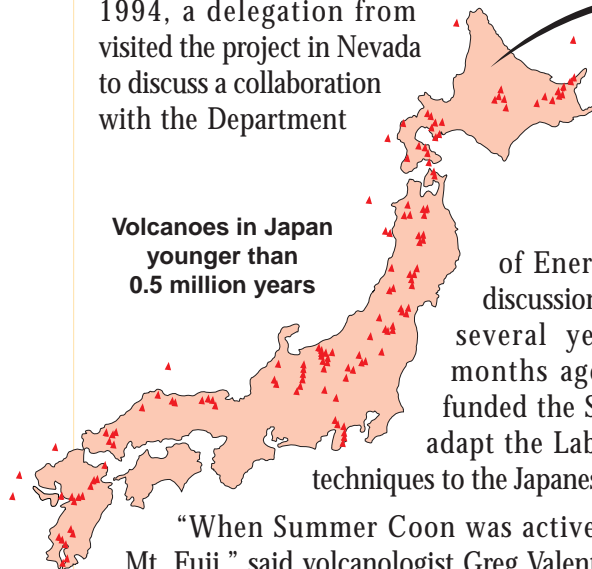 1994, a delegation from
visited the project in Nevada
to discuss a collaboration
with the Department
Volcanoes in Japan
younger than
0.5 million years
of Ener
discussion
several ye
months ag
funded the S
adapt the Lab
techniques to the Japanes
“When Summer Coon was active
Mt. Fuji,” said volcanologist Greg Valent